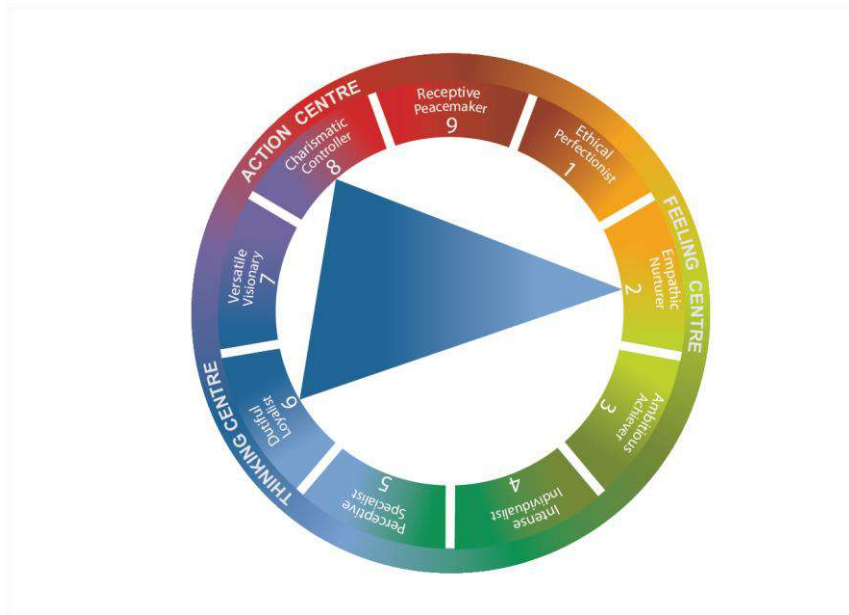 ACTION CENTRE
FEELING CENTRE
THINKING CENTRE
Receptive
Peacemaker
9
Ethical
Perfectionist
1
Empathic
Nurturer
2
Ambitious
Achiever
3
Intense
Individualist
4
Perceptive
Specialist
5
Dutiful
Loyalist
6
Versatile
Visionary
7
Charismatic
Controller
8